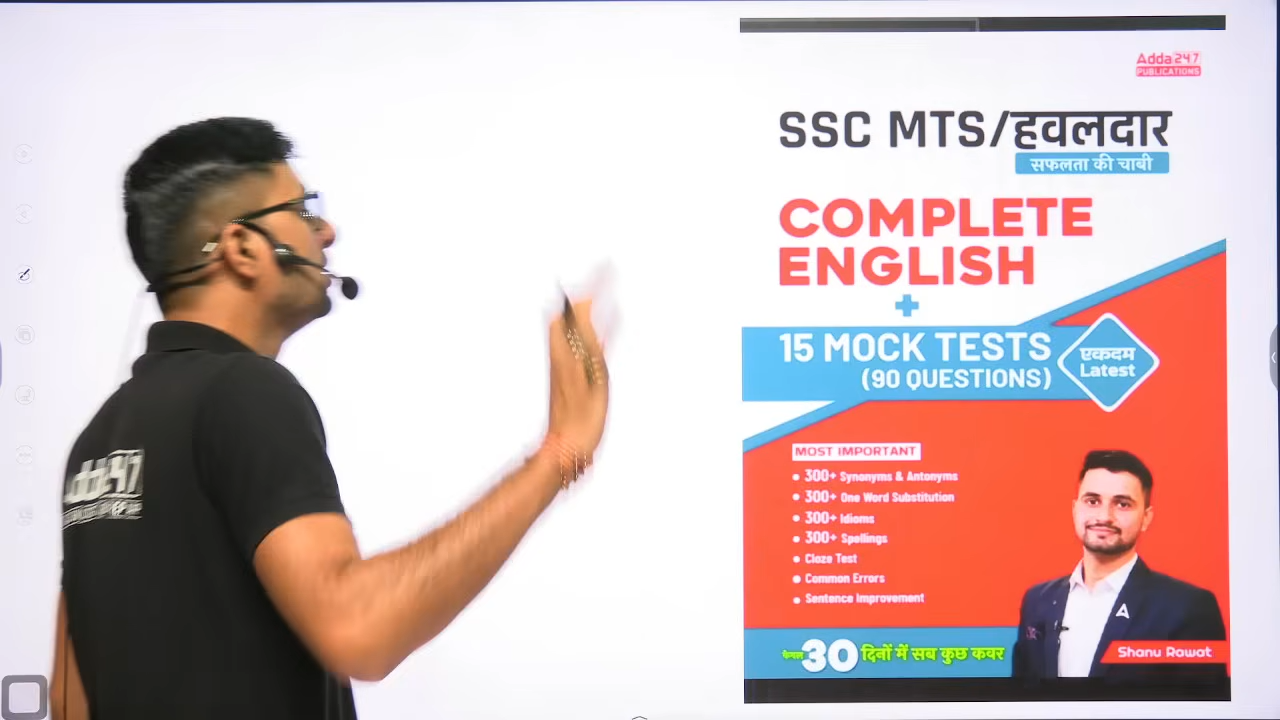 Adda247
PUBLICATIONS
SSC MTS/हवलदार
सफलता की चाबी
COMPLETE
ENGLISH
+
15 MOCK TESTS
(90 QUESTIONS)
एकदम
Latest
MOST IMPORTANT
• 300+ Synonyms & Antonyms
• 300+ One Word Substitution
• 300+ Idioms
• 300+ Spellings
• Cloze Test
• Common Errors
• Sentence Improvement
केवल 30 दिनों में सब कुछ कवर
Shanu Rawat
Adda247